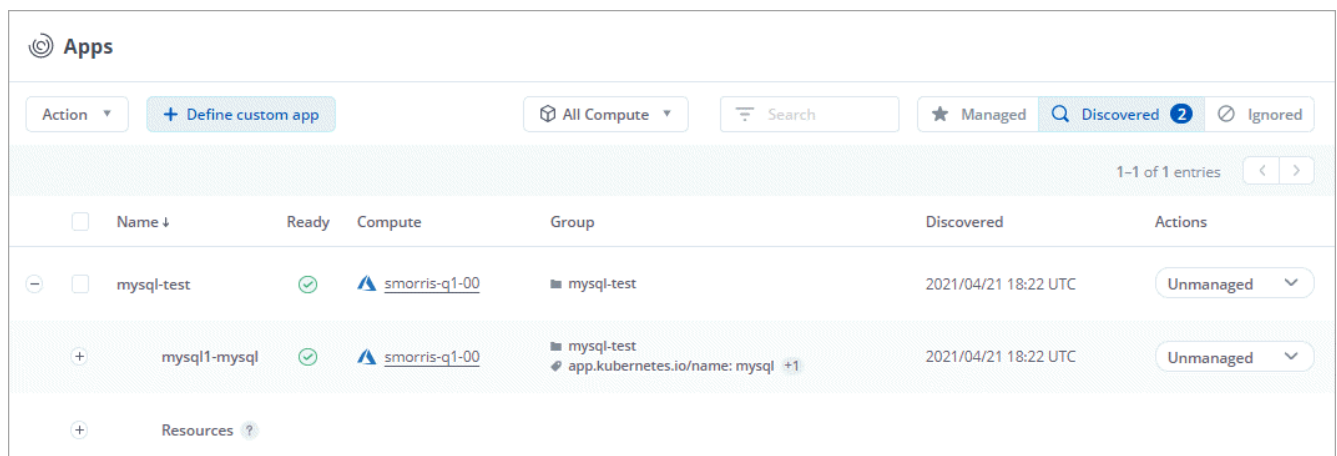 Apps
Action + Define custom app All Compute Search Managed Discovered 2 Ignored
1–1 of 1 entries
Name ↓ Ready Compute Group Discovered Actions
mysql-test smorris-q1-00 mysql-test 2021/04/21 18:22 UTC Unmanaged
mysql1-mysql smorris-q1-00 mysql-test 2021/04/21 18:22 UTC Unmanaged
app.kubernetes.io/name: mysql +1
Resources ?